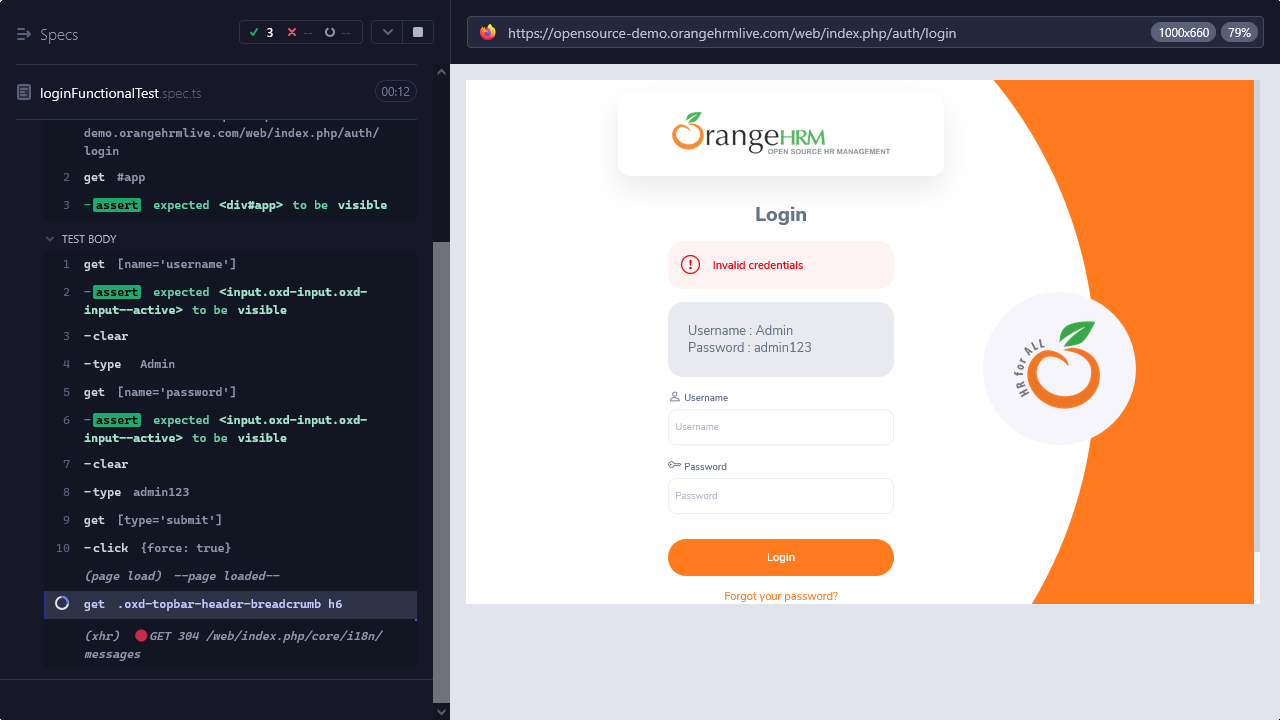 Specs
3
--
--
loginFunctionalTest.spec.ts
00:12
demo.orangehrmlive.com/web/index.php/auth/
login
2 get #app
3 -assert expected <div#app> to be visible
TEST BODY
1 get [name='username']
2 -assert expected <input.oxd-input.oxd-
input--active> to be visible
3 -clear
4 -type Admin
5 get [name='password']
6 -assert expected <input.oxd-input.oxd-
input--active> to be visible
7 -clear
8 -type admin123
9 get [type='submit']
10 -click {force: true}
(page load) --page loaded--
get .oxd-topbar-header-breadcrumb h6
(xhr) GET 304 /web/index.php/core/i18n/
messages
https://opensource-demo.orangehrmlive.com/web/index.php/auth/login
1000x660
79%
OrangeHRM
OPEN SOURCE HR MANAGEMENT
Login
Invalid credentials
Username : Admin
Password : admin123
Username
Username
Password
Password
Login
Forgot your password?
HR for ALL